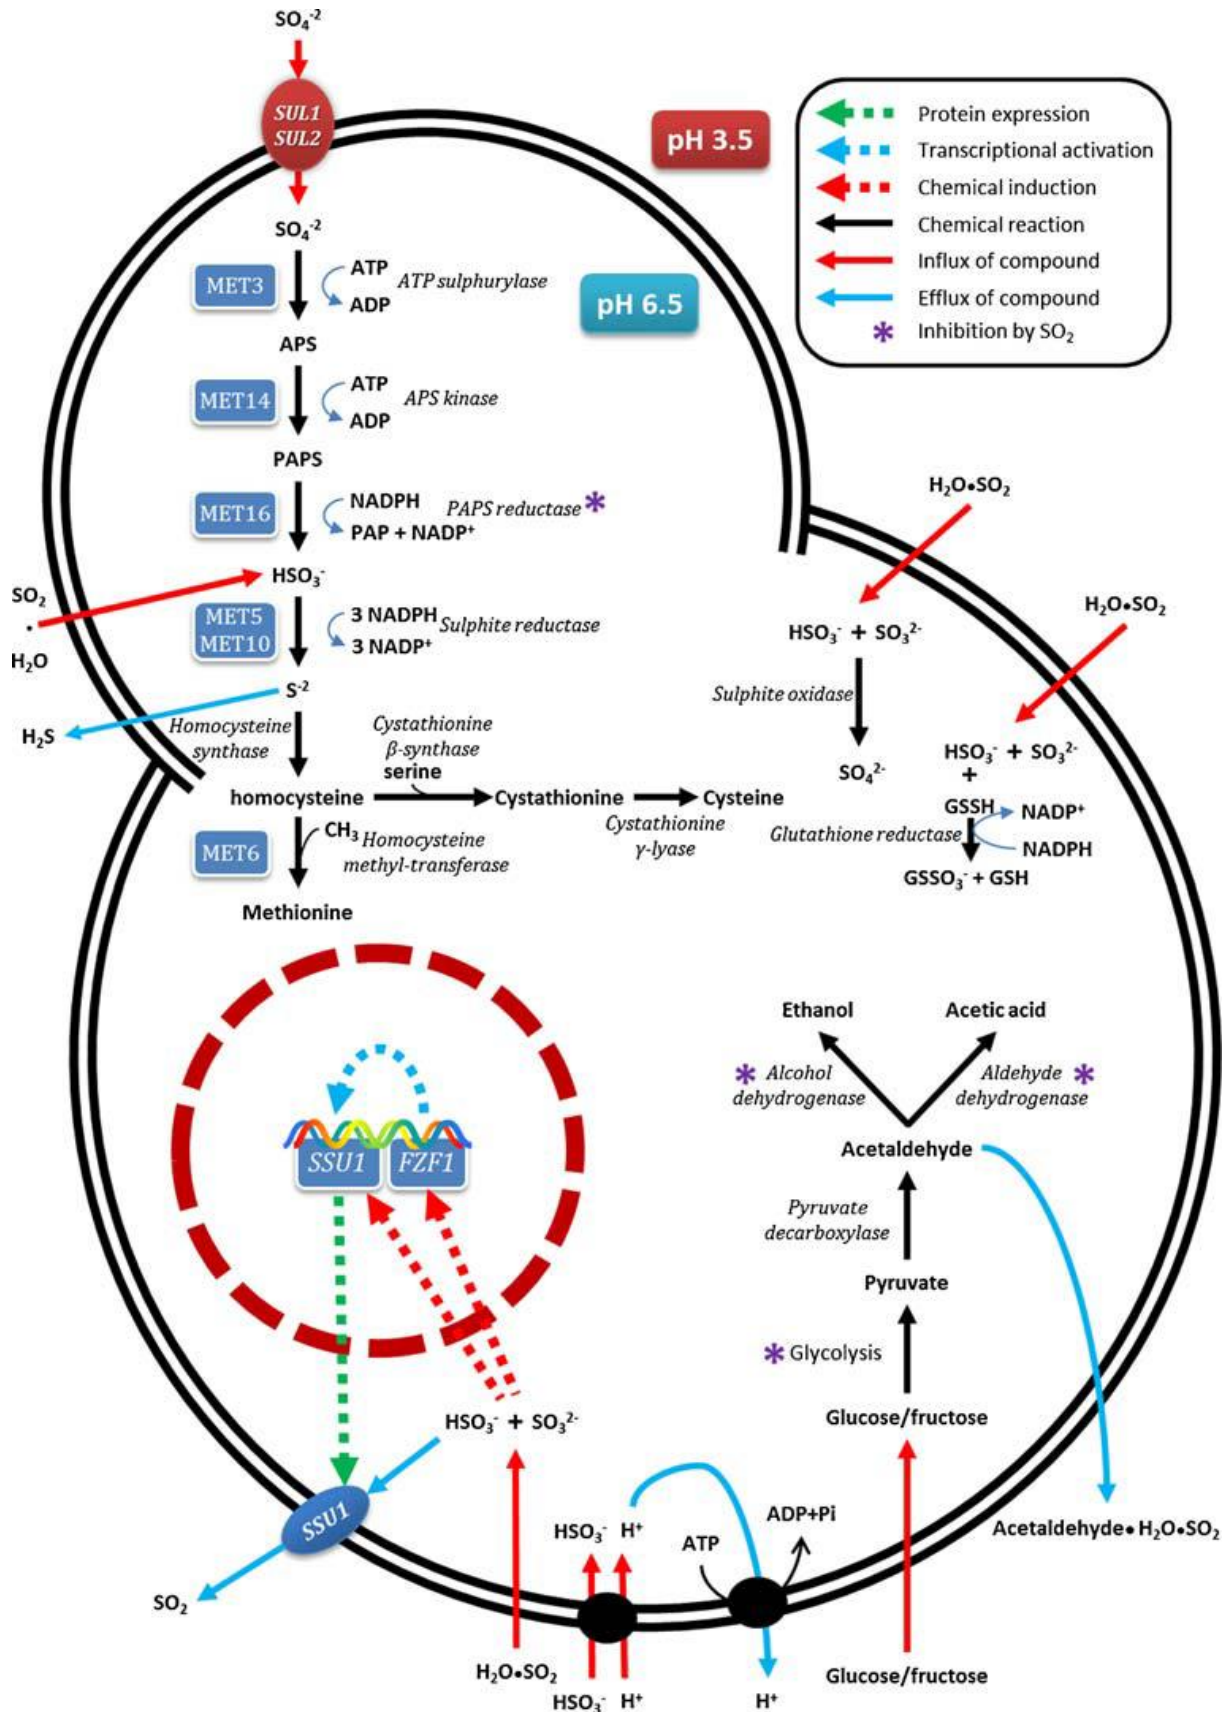 SO₄⁻²
SUL1
SUL2
pH 3.5
Protein expression
Transcriptional activation
Chemical induction
Chemical reaction
Influx of compound
Efflux of compound
* Inhibition by SO₂
SO₄⁻²
MET3
ATP
ADP
ATP sulphurylase
pH 6.5
APS
MET14
ATP
ADP
APS kinase
PAPS
MET16
NADPH
PAP + NADP⁺
PAPS reductase *
H₂O•SO₂
HSO₃⁻
SO₂
•
H₂O
MET5
MET10
3 NADPH
3 NADP⁺
Sulphite reductase
HSO₃⁻ + SO₃²⁻
H₂O•SO₂
S⁻²
H₂S
Homocysteine
synthase
Cystathionine
β-synthase
serine
Sulphite oxidase
SO₄²⁻
HSO₃⁻ + SO₃²⁻
+
GSSH
NADP⁺
Glutathione reductase
NADPH
GSSO₃⁻ + GSH
homocysteine
Cystathionine
Cysteine
Cystathionine
γ-lyase
MET6
CH₃
Homocysteine
methyl-transferase
Methionine
Ethanol
Acetic acid
* Alcohol
dehydrogenase
Aldehyde *
dehydrogenase
SSU1
FZF1
Acetaldehyde
Pyruvate
decarboxylase
Pyruvate
* Glycolysis
Glucose/fructose
HSO₃⁻ + SO₃²⁻
SSU1
SO₂
HSO₃⁻ H⁺
ATP
ADP+Pi
Acetaldehyde•H₂O•SO₂
H₂O•SO₂
HSO₃⁻ H⁺
H⁺
Glucose/fructose